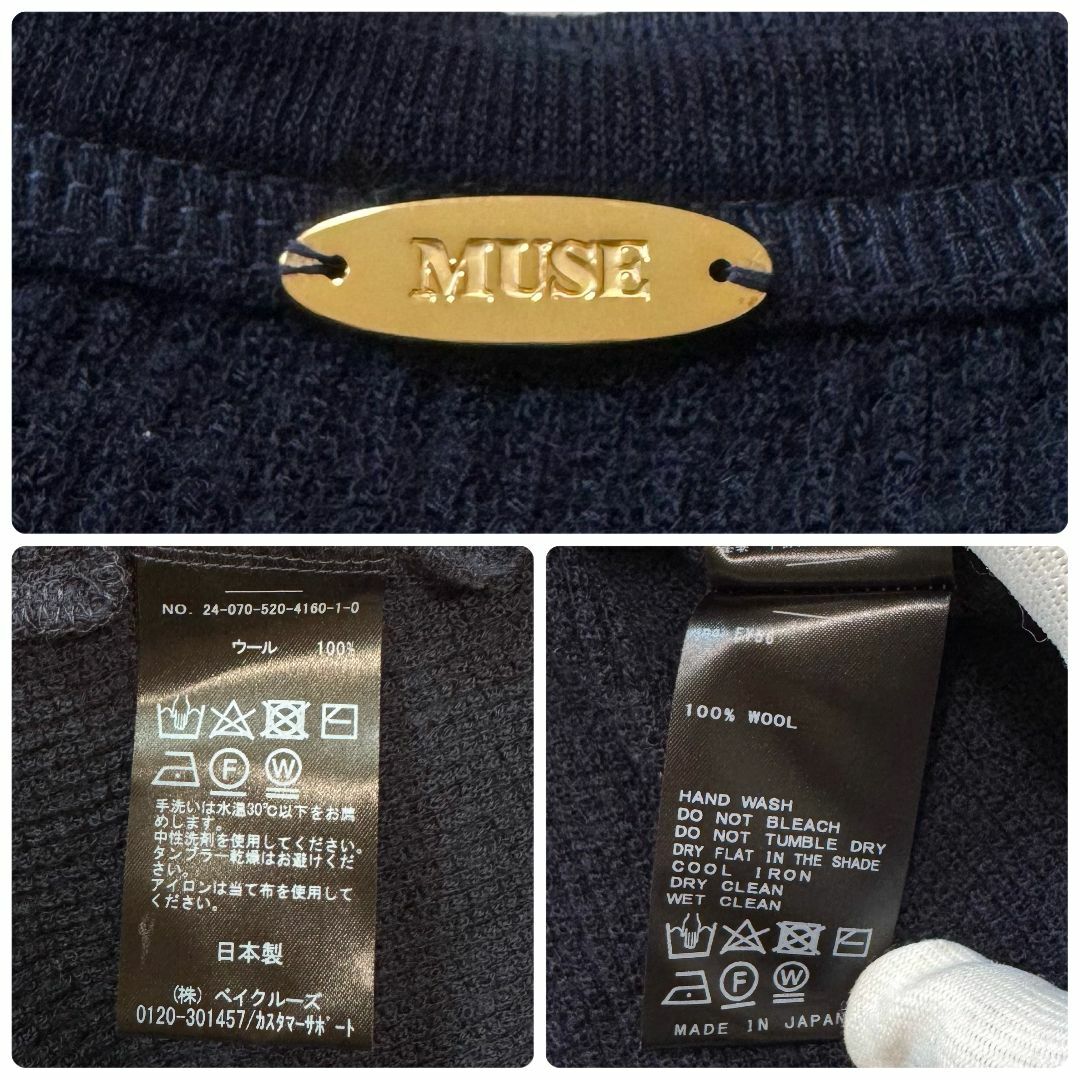 MUSE
NO. 24-070-520-4160-1-0
ウール 100%
F W
手洗いは水温30℃以下をお薦
めします。
中性洗剤を使用してください。
タンブラー乾燥はお避けくだ
さい。
アイロンは当て布を使用して
ください。
日本製
(株) ベイクルーズ
0120-301457/カスタマーサポート
100% WOOL
HAND WASH
DO NOT BLEACH
DO NOT TUMBLE DRY
DRY FLAT IN THE SHADE
COOL IRON
DRY CLEAN
WET CLEAN
F W
MADE IN JAPAN